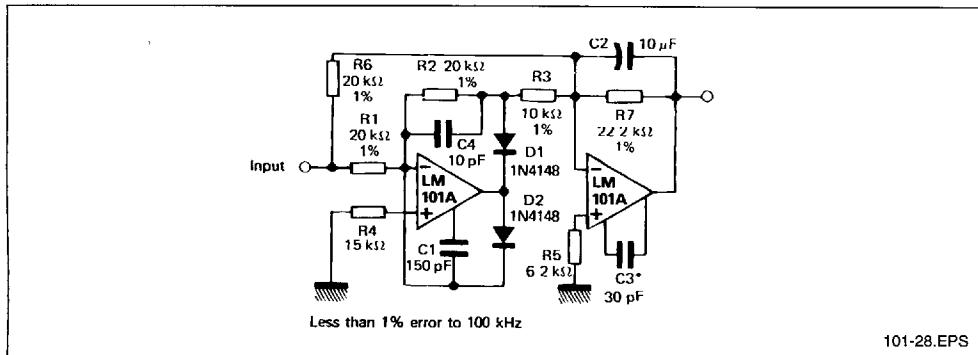 C2
10 μF
R6
20 kΩ
1%
R2 20 kΩ
1%
R3
10 kΩ
1%
R7
22.2 kΩ
1%
R1
20 kΩ
1%
C4
10 pF
D1
1N4148
Input
−
LM
101A
+
D2
1N4148
−
LM
101A
+
R4
15 kΩ
C1
150 pF
R5
6 2 kΩ
C3*
30 pF
Less than 1% error to 100 kHz
101-28.EPS